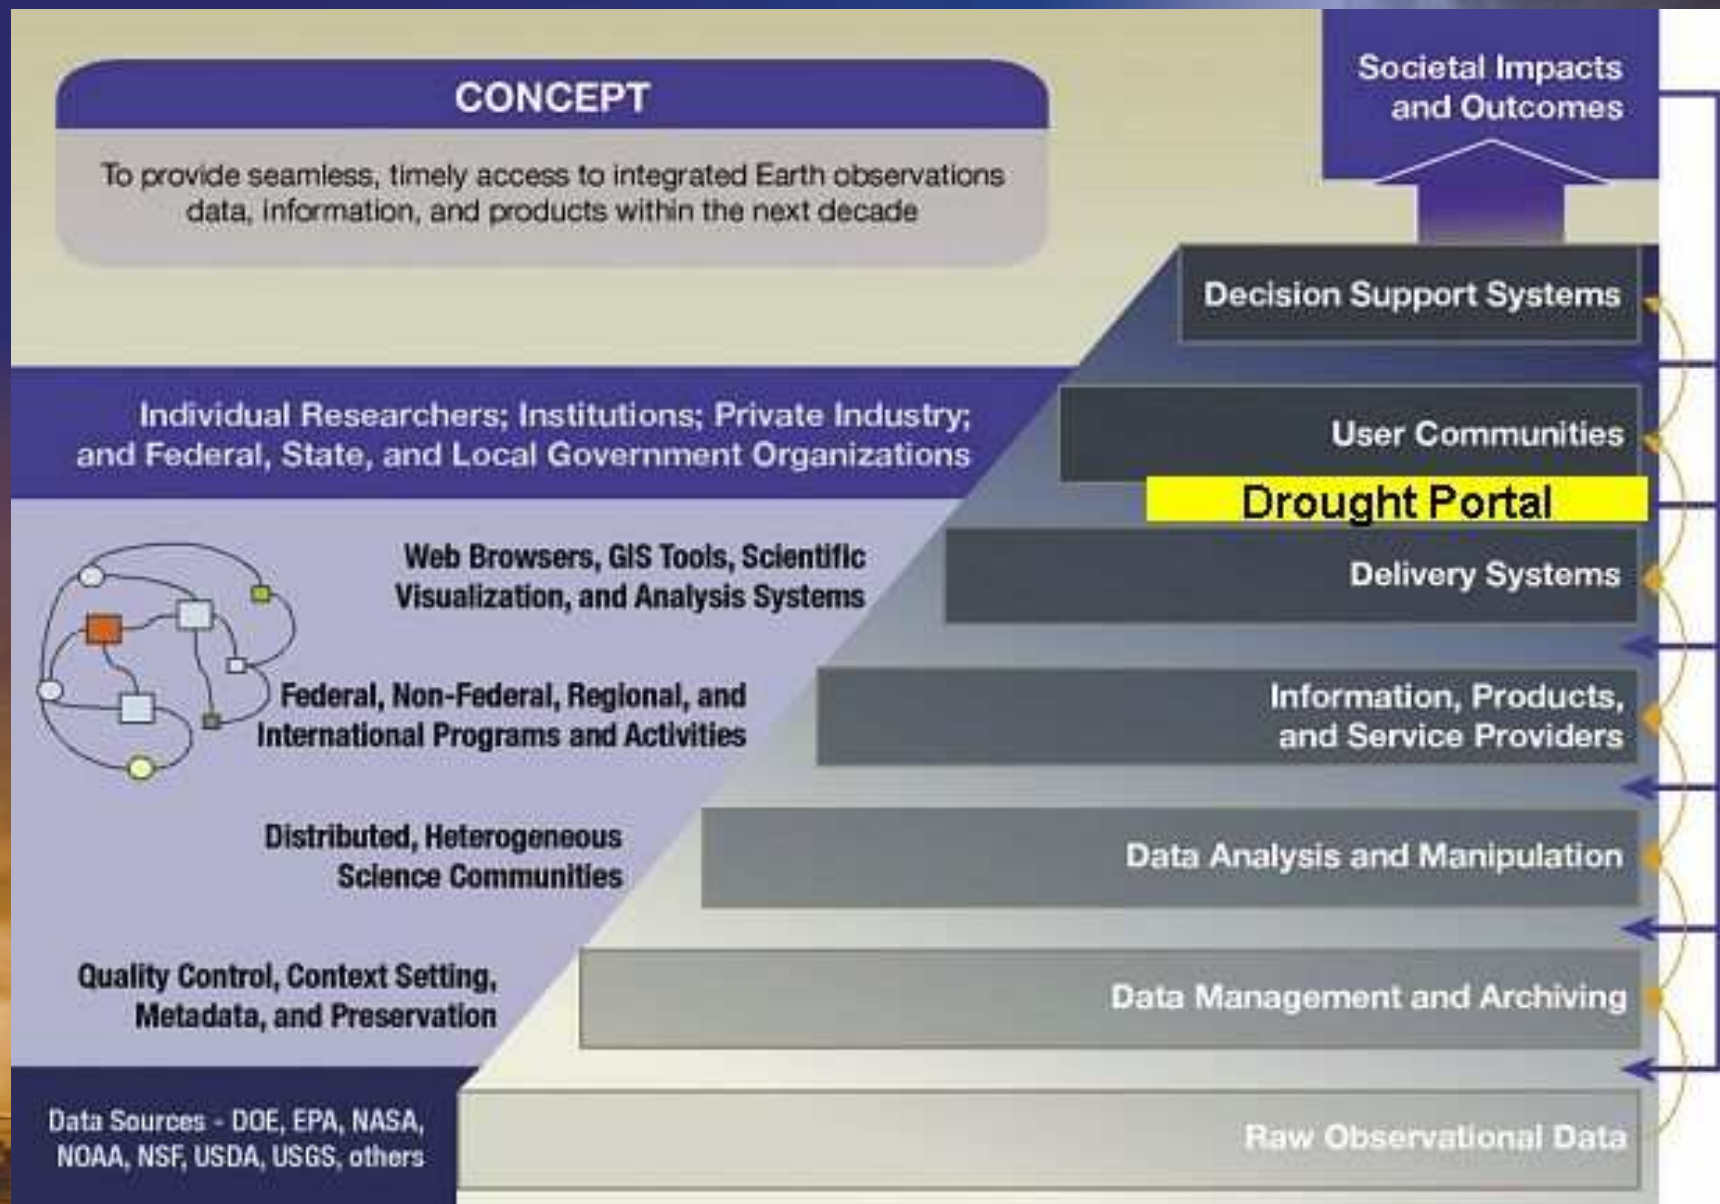 CONCEPT
To provide seamless, timely access to integrated Earth observations
data, information, and products within the next decade
Societal Impacts
and Outcomes
Decision Support Systems
Individual Researchers; Institutions; Private Industry;
and Federal, State, and Local Government Organizations
User Communities
Drought Portal
Web Browsers, GIS Tools, Scientific
Visualization, and Analysis Systems
Delivery Systems
Federal, Non-Federal, Regional, and
International Programs and Activities
Information, Products,
and Service Providers
Distributed, Heterogeneous
Science Communities
Data Analysis and Manipulation
Quality Control, Context Setting,
Metadata, and Preservation
Data Management and Archiving
Data Sources - DOE, EPA, NASA,
NOAA, NSF, USDA, USGS, others
Raw Observational Data